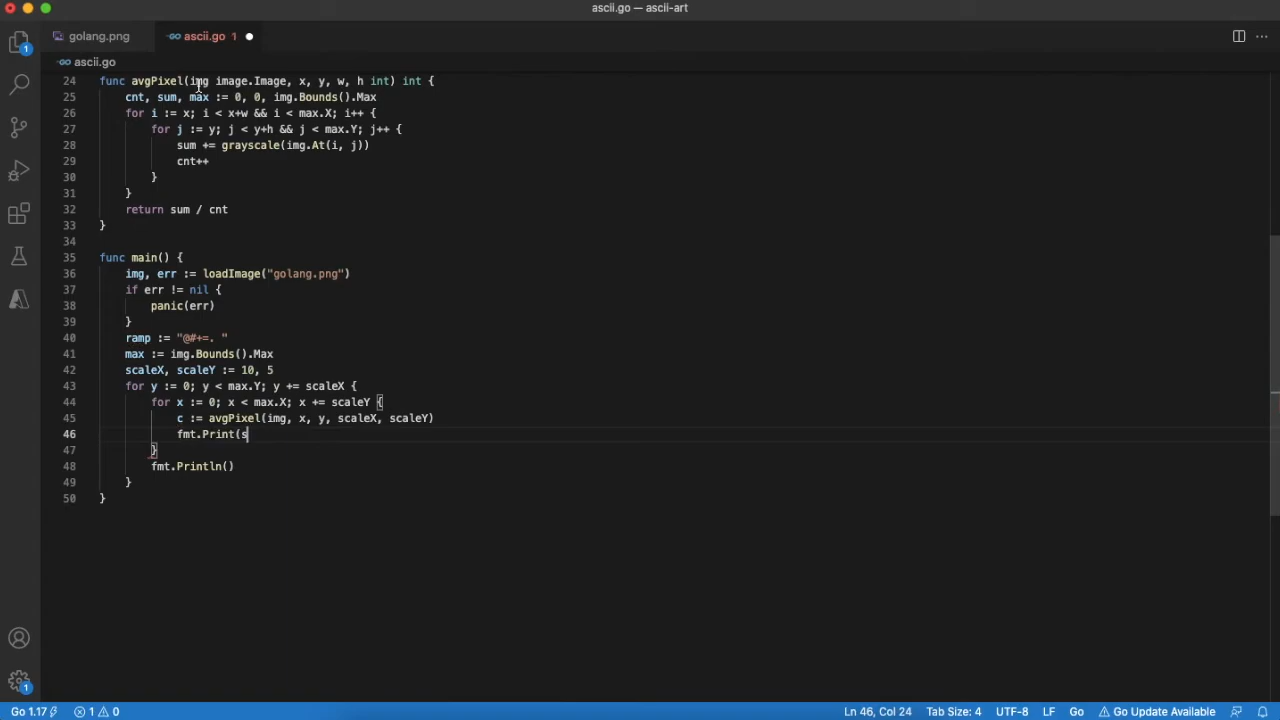 ascii.go — ascii-art
golang.png
ascii.go 1
ascii.go
24 func avgPixel(img image.Image, x, y, w, h int) int {
25 cnt, sum, max := 0, 0, img.Bounds().Max
26 for i := x; i < x+w && i < max.X; i++ {
27 for j := y; j < y+h && j < max.Y; j++ {
28 sum += grayscale(img.At(i, j))
29 cnt++
30 }
31 }
32 return sum / cnt
33 }
34
35 func main() {
36 img, err := loadImage("golang.png")
37 if err != nil {
38 panic(err)
39 }
40 ramp := "@#+=. "
41 max := img.Bounds().Max
42 scaleX, scaleY := 10, 5
43 for y := 0; y < max.Y; y += scaleX {
44 for x := 0; x < max.X; x += scaleY {
45 c := avgPixel(img, x, y, scaleX, scaleY)
46 fmt.Print(s
47 }
48 fmt.Println()
49 }
50 }
1
1
Go 1.17 1 0 Ln 46, Col 24 Tab Size: 4 UTF-8 LF Go Go Update Available